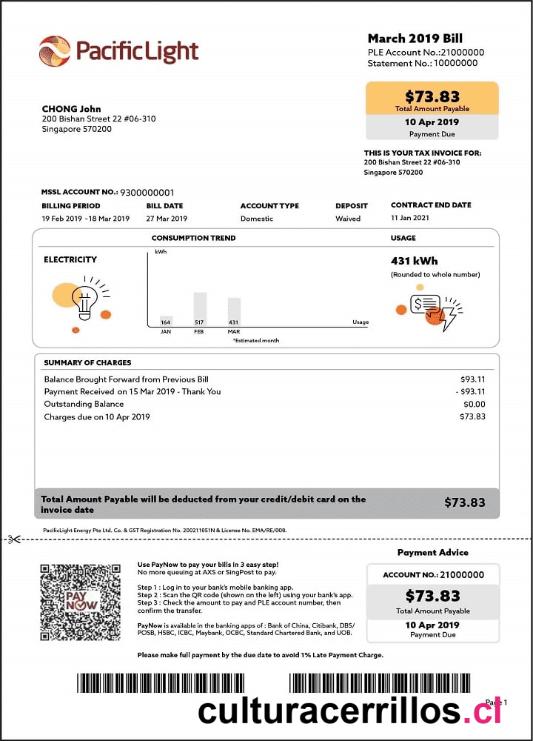 PacificLight
March 2019 Bill
PLE Account No.:21000000
Statement No.: 10000000
$73.83
Total Amount Payable
10 Apr 2019
Payment Due
CHONG John
200 Bishan Street 22 #06-310
Singapore 570200
THIS IS YOUR TAX INVOICE FOR:
200 Bishan Street 22 #06-310
Singapore 570200
MSSL ACCOUNT NO.: 9300000001
BILLING PERIOD BILL DATE ACCOUNT TYPE DEPOSIT CONTRACT END DATE
19 Feb 2019 -18 Mar 2019 27 Mar 2019 Domestic Waived 11 Jan 2021
CONSUMPTION TREND USAGE
kWh
ELECTRICITY
431 kWh
(Rounded to whole number)
164 517 431 Usage
JAN FEB MAR
*Estimated month
SUMMARY OF CHARGES
Balance Brought Forward from Previous Bill $93.11
Payment Received on 15 Mar 2019 - Thank You - $93.11
Outstanding Balance $0.00
Charges due on 10 Apr 2019 $73.83
Total Amount Payable will be deducted from your credit/debit card on the
invoice date $73.83
PacificLight Energy Pte Ltd. Co. & GST Registration No. 200211051N & License No. EMA/RE/008.
Payment Advice
Use PayNow to pay your bills in 3 easy step!
No more queuing at AXS or SingPost to pay.
Step 1 : Log in to your bank's mobile banking app.
Step 2 : Scan the QR code (shown on the left) using your bank's app.
Step 3 : Check the amount to pay and PLE account number, then
confirm the transfer.
PayNow is available in the banking apps of : Bank of China, Citibank, DBS/
POSB, HSBC, ICBC, Maybank, OCBC, Standard Chartered Bank, and UOB.
PAY
NOW
ACCOUNT NO.: 21000000
$73.83
Total Amount Payable
10 Apr 2019
Payment Due
Please make full payment by the due date to avoid 1% Late Payment Charge.
Page 1
culturacerrillos.cl